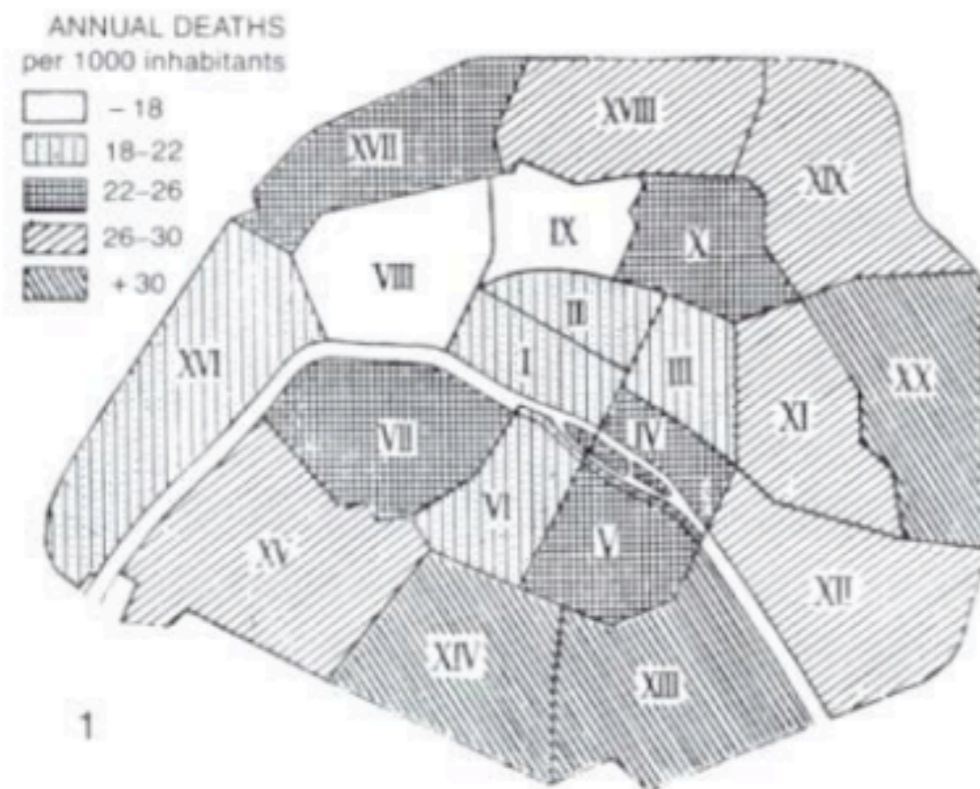 ANNUAL DEATHS
per 1000 inhabitants
– 18
18–22
22–26
26–30
+ 30
XVIII
XVII
XIX
IX
X
VIII
II
XVI
I
III
XX
XI
VII
IV
VI
V
XV
XII
XIV
XIII
1